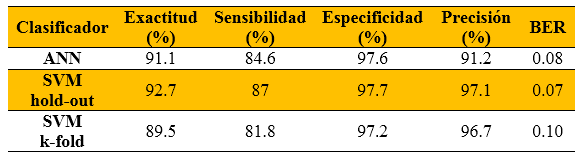 Clasificador Exactitud (%) Sensibilidad (%) Especificidad (%) Precisión (%) BER
ANN 91.1 84.6 97.6 91.2 0.08
SVM hold-out 92.7 87 97.7 97.1 0.07
SVM k-fold 89.5 81.8 97.2 96.7 0.10